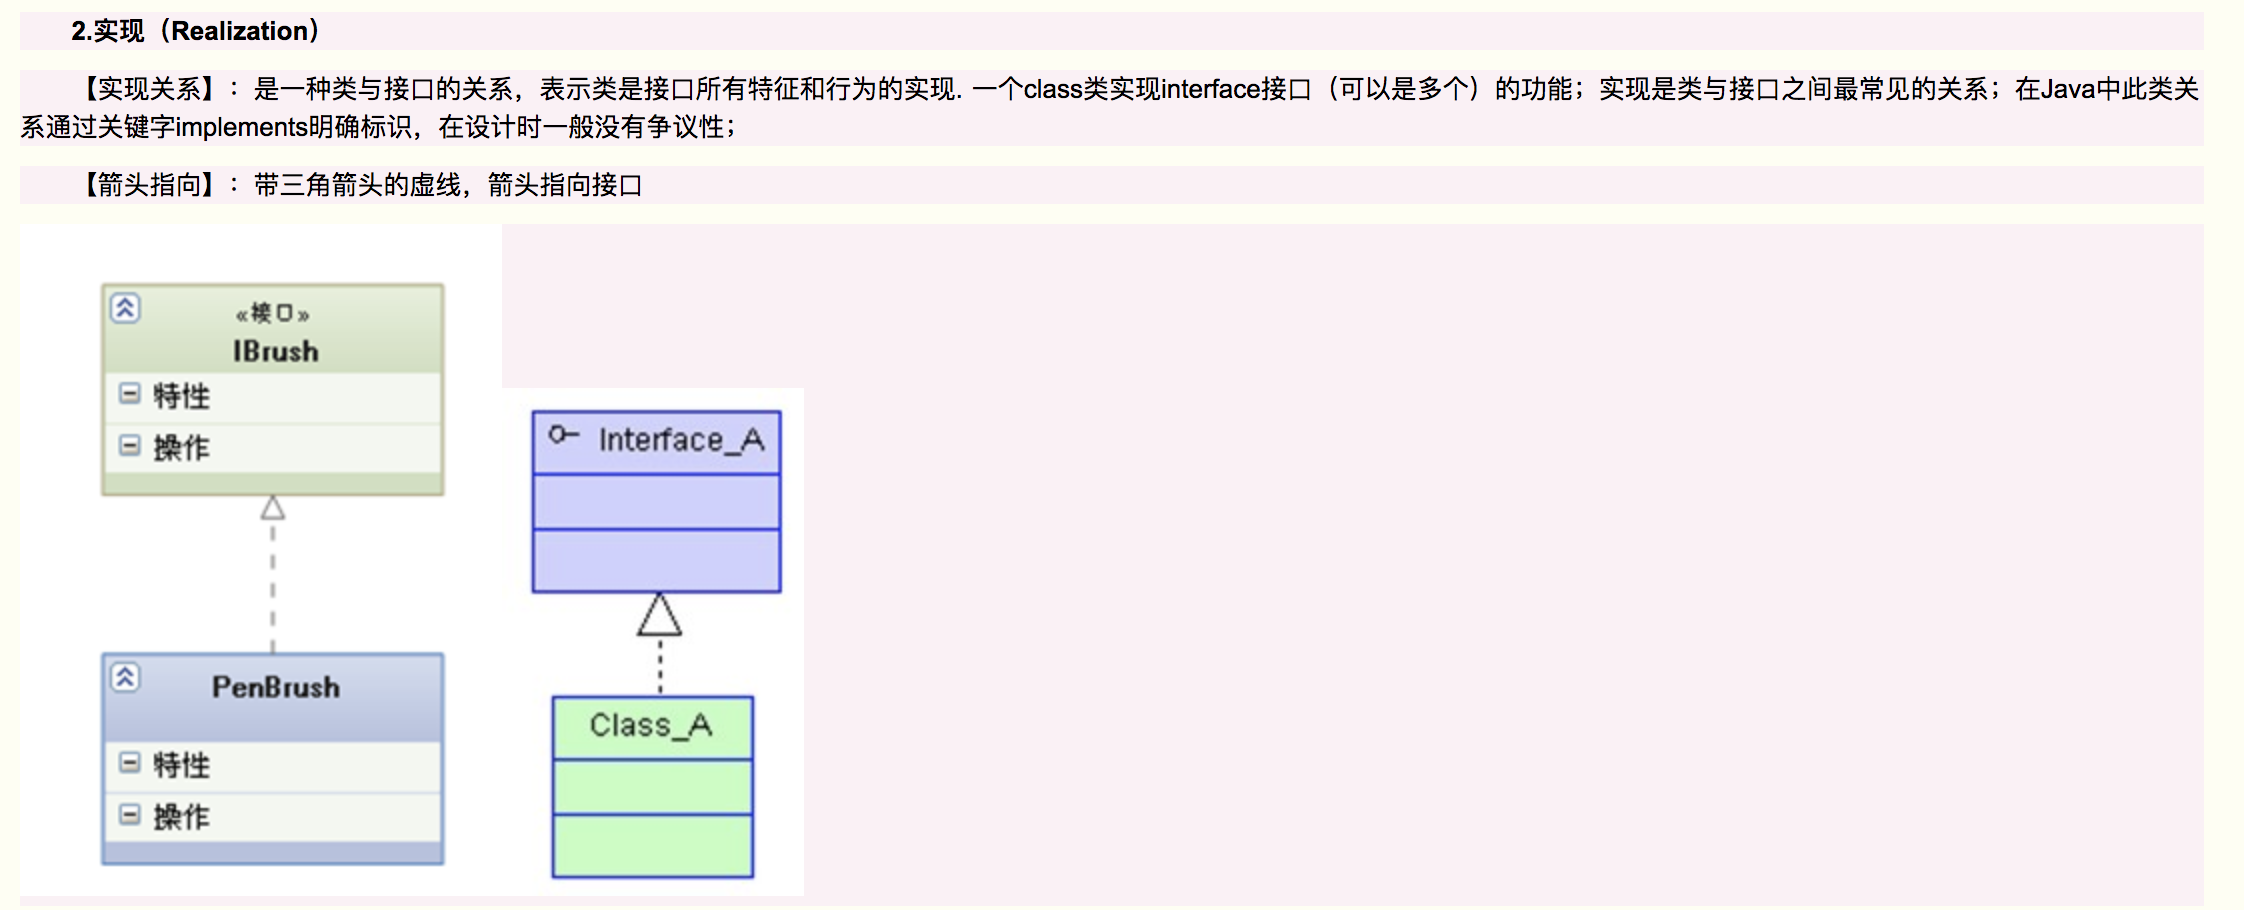 2.实现（Realization）
【实现关系】：是一种类与接口的关系，表示类是接口所有特征和行为的实现. 一个class类实现interface接口（可以是多个）的功能；实现是类与接口之间最常见的关系；在Java中此类关
系通过关键字implements明确标识，在设计时一般没有争议性；
【箭头指向】：带三角箭头的虚线，箭头指向接口
«接口»
IBrush
特性
操作
PenBrush
特性
操作
Interface_A
Class_A